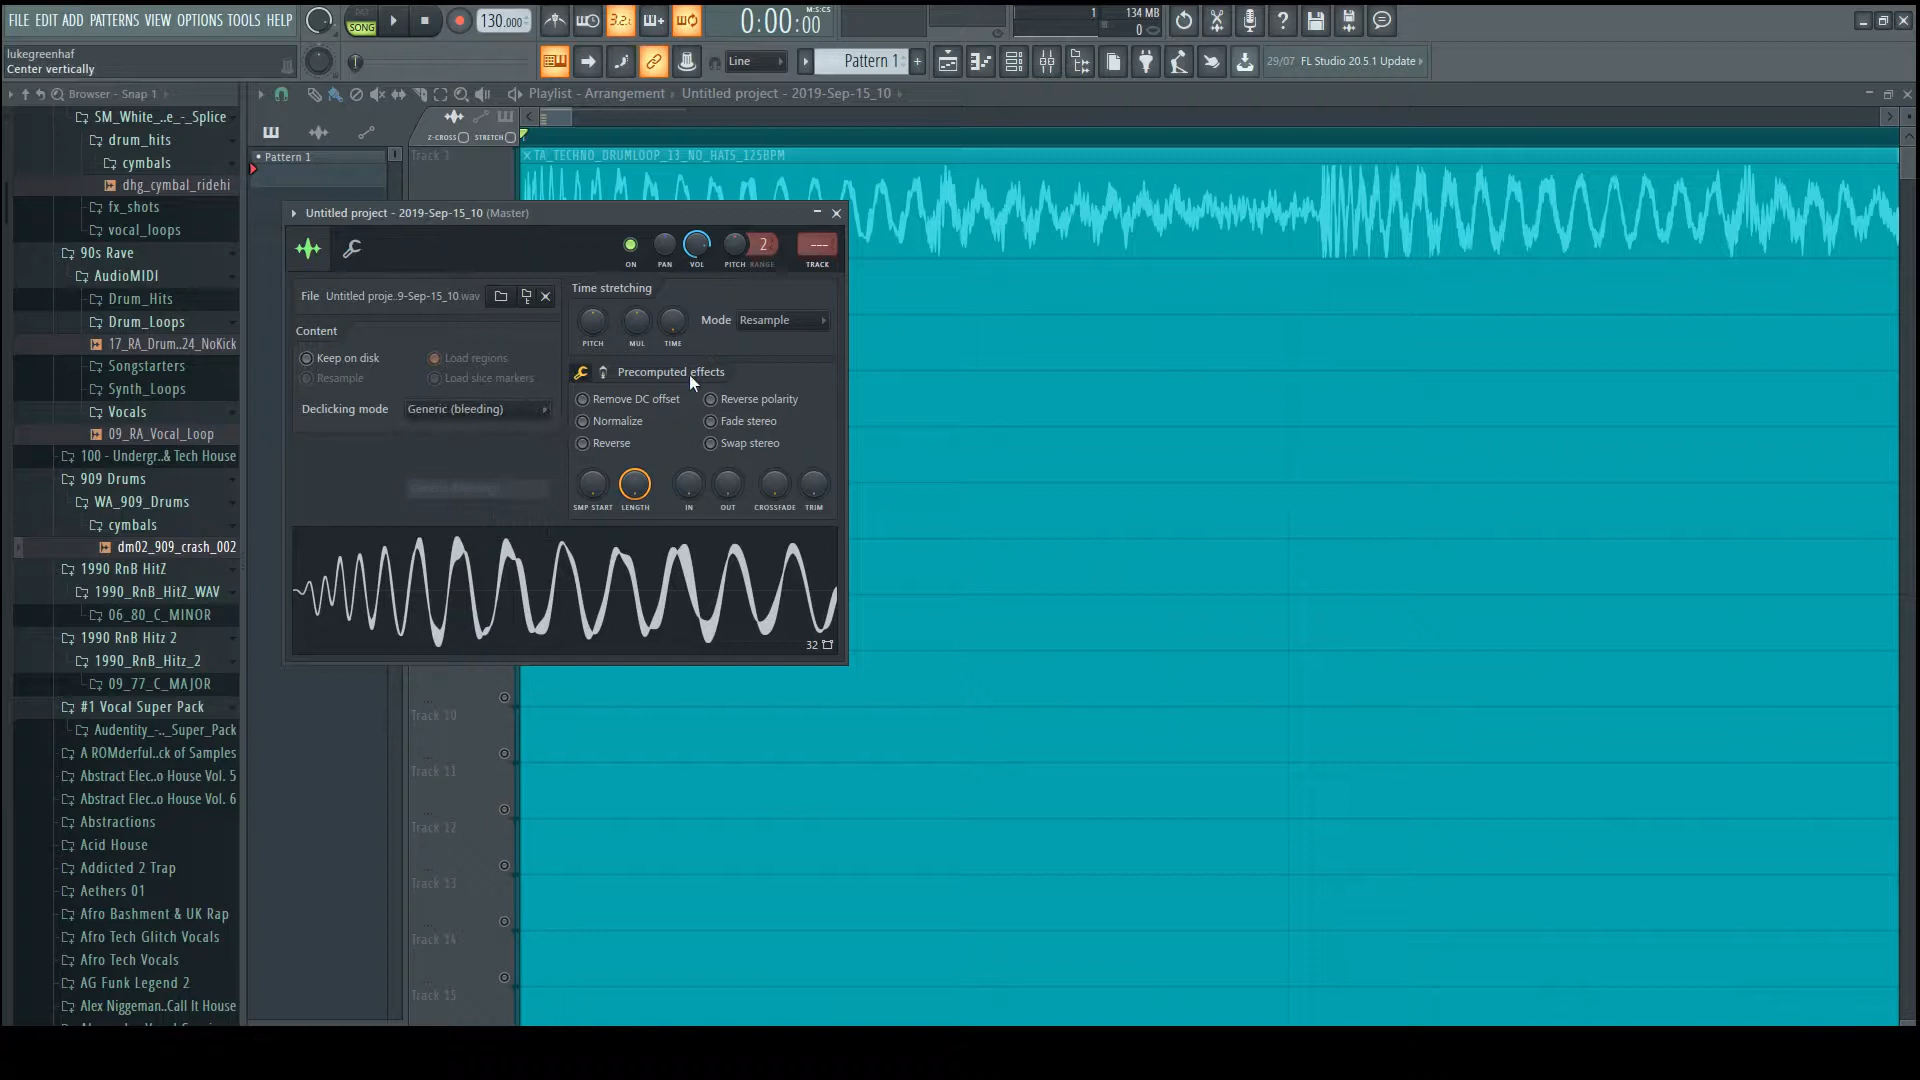 FILE EDIT ADD PATTERNS VIEW OPTIONS TOOLS HELP
PAT
SONG
130.000
3.2.
0:00:00
M:S:CS
1
134 MB
0
lukegreenhaf
Center vertically
Line
Pattern 1
+
29/07 FL Studio 20.5.1 Update
Browser - Snap 1
Playlist - Arrangement
Untitled project - 2019-Sep-15_10
SM_White_..e_-_Splice
drum_hits
cymbals
dhg_cymbal_ridehi
fx_shots
vocal_loops
90s Rave
AudioMIDI
Drum_Hits
Drum_Loops
17_RA_Drum..24_NoKick
Songstarters
Synth_Loops
Vocals
09_RA_Vocal_Loop
100 - Undergr..& Tech House
909 Drums
WA_909_Drums
cymbals
dm02_909_crash_002
1990 RnB HitZ
1990_RnB_HitZ_WAV
06_80_C_MINOR
1990 RnB Hitz 2
1990_RnB_Hitz_2
09_77_C_MAJOR
#1 Vocal Super Pack
Audentity_-.._Super_Pack
A ROMderful..ck of Samples
Abstract Elec..o House Vol. 5
Abstract Elec..o House Vol. 6
Abstractions
Acid House
Addicted 2 Trap
Aethers 01
Afro Bashment & UK Rap
Afro Tech Glitch Vocals
Afro Tech Vocals
AG Funk Legend 2
Alex Niggeman..Call It House
Pattern 1
Z-CROSS
STRETCH
Track 1
TA_TECHNO_DRUMLOOP_13_NO_HATS_125BPM
Untitled project - 2019-Sep-15_10 (Master)
2
---
ON
PAN
VOL
PITCH
RANGE
TRACK
File
Untitled proje..9-Sep-15_10.wav
Content
Keep on disk
Load regions
Resample
Load slice markers
Declicking mode
Generic (bleeding)
Time stretching
PITCH
MUL
TIME
Mode
Resample
Precomputed effects
Remove DC offset
Reverse polarity
Normalize
Fade stereo
Reverse
Swap stereo
SMP START
LENGTH
IN
OUT
CROSSFADE
TRIM
32
Track 10
Track 11
Track 12
Track 13
Track 14
Track 15